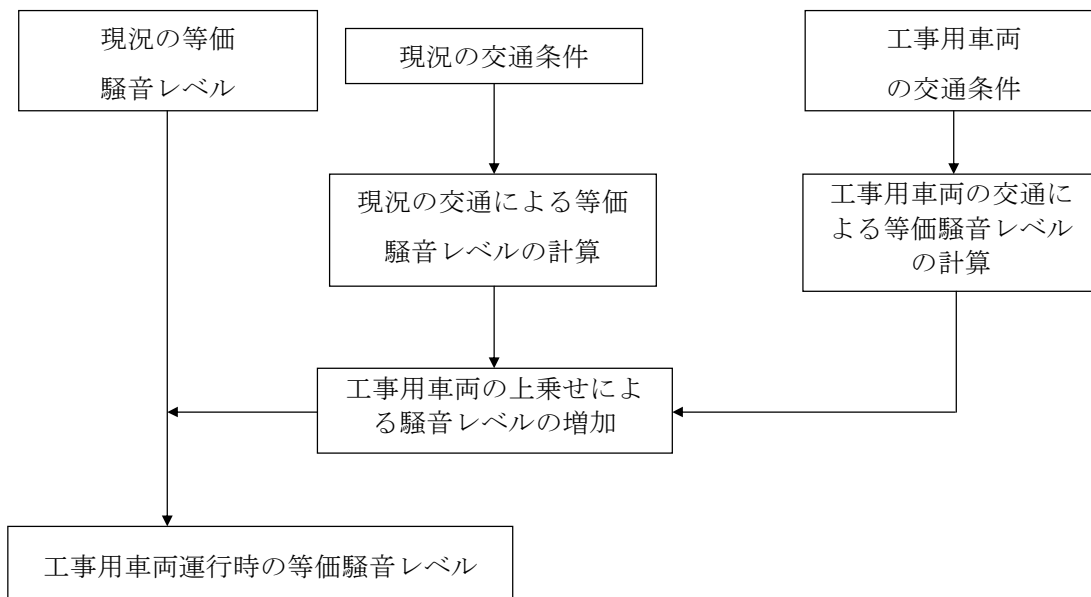 現況の等価
騒音レベル
現況の交通条件
工事用車両
の交通条件
現況の交通による等価
騒音レベルの計算
工事用車両の交通に
よる等価騒音レベル
の計算
工事用車両の上乗せによ
る騒音レベルの増加
工事用車両運行時の等価騒音レベル